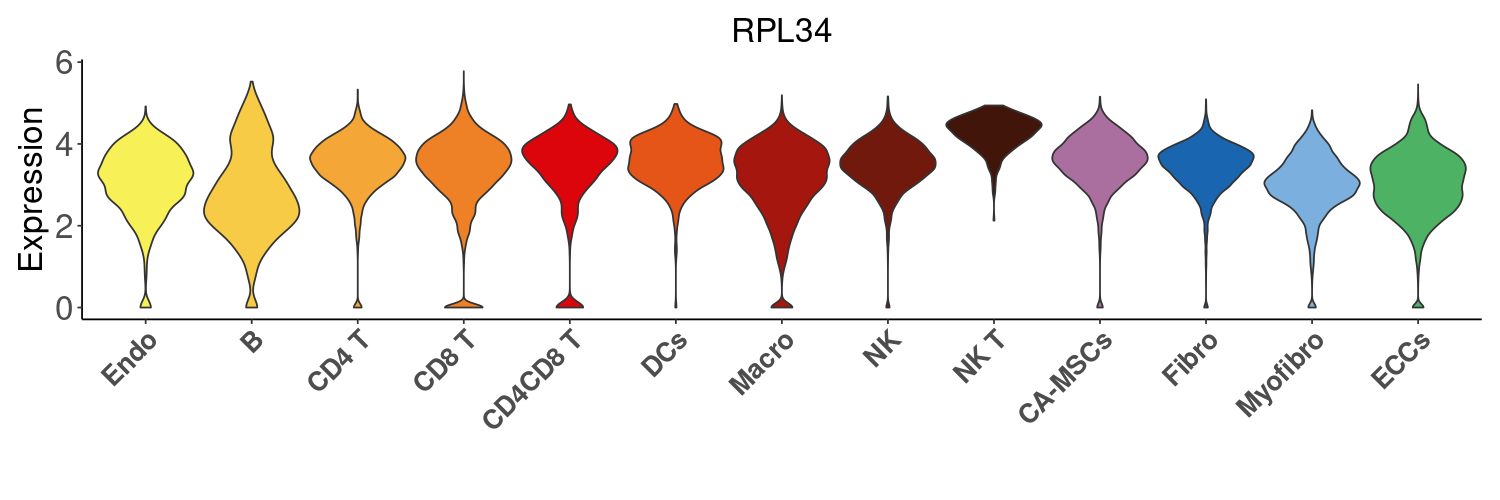 RPL34
Expression
6
4
2
0
Endo
B
CD4 T
CD8 T
CD4CD8 T
DCs
Macro
NK
NK T
CA-MSCs
Fibro
Myofibro
ECCs